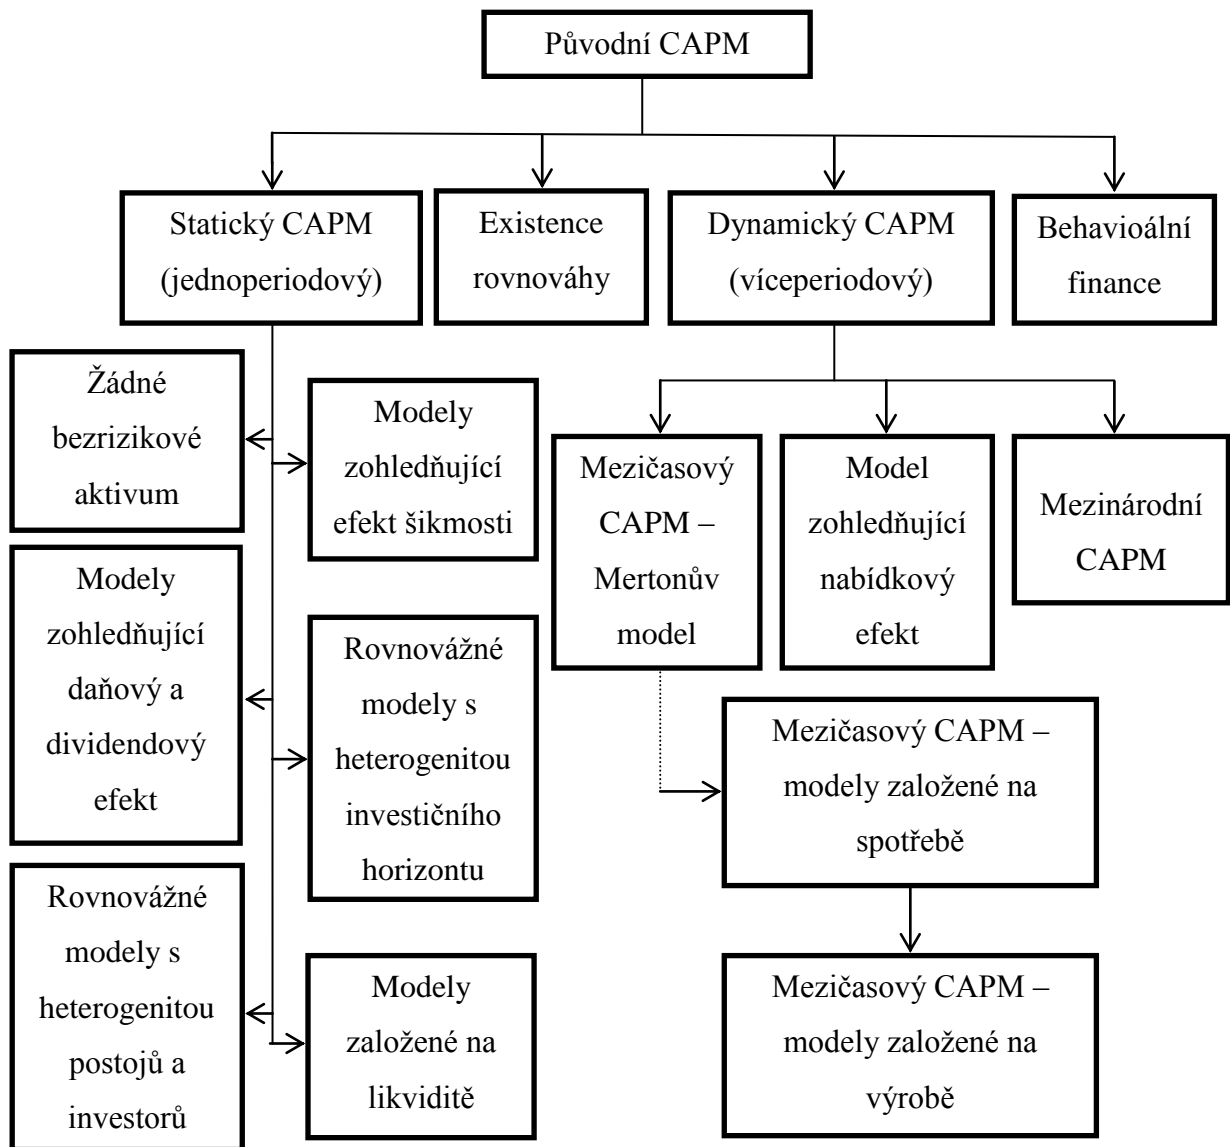 Původní CAPM
Statický CAPM
(jednoperiodový)
Existence
rovnováhy
Dynamický CAPM
(víceperiodový)
Behavioální
finance
Žádné
bezrizikové
aktivum
Modely
zohledňující
efekt šikmosti
Modely
zohledňující
daňový a
dividendový
efekt
Rovnovážné
modely s
heterogenitou
investičního
horizontu
Rovnovážné
modely s
heterogenitou
postojů a
investorů
Modely
založené na
likviditě
Mezičasový
CAPM –
Mertonův
model
Model
zohledňující
nabídkový
efekt
Mezinárodní
CAPM
Mezičasový CAPM –
modely založené na
spotřebě
Mezičasový CAPM –
modely založené na
výrobě